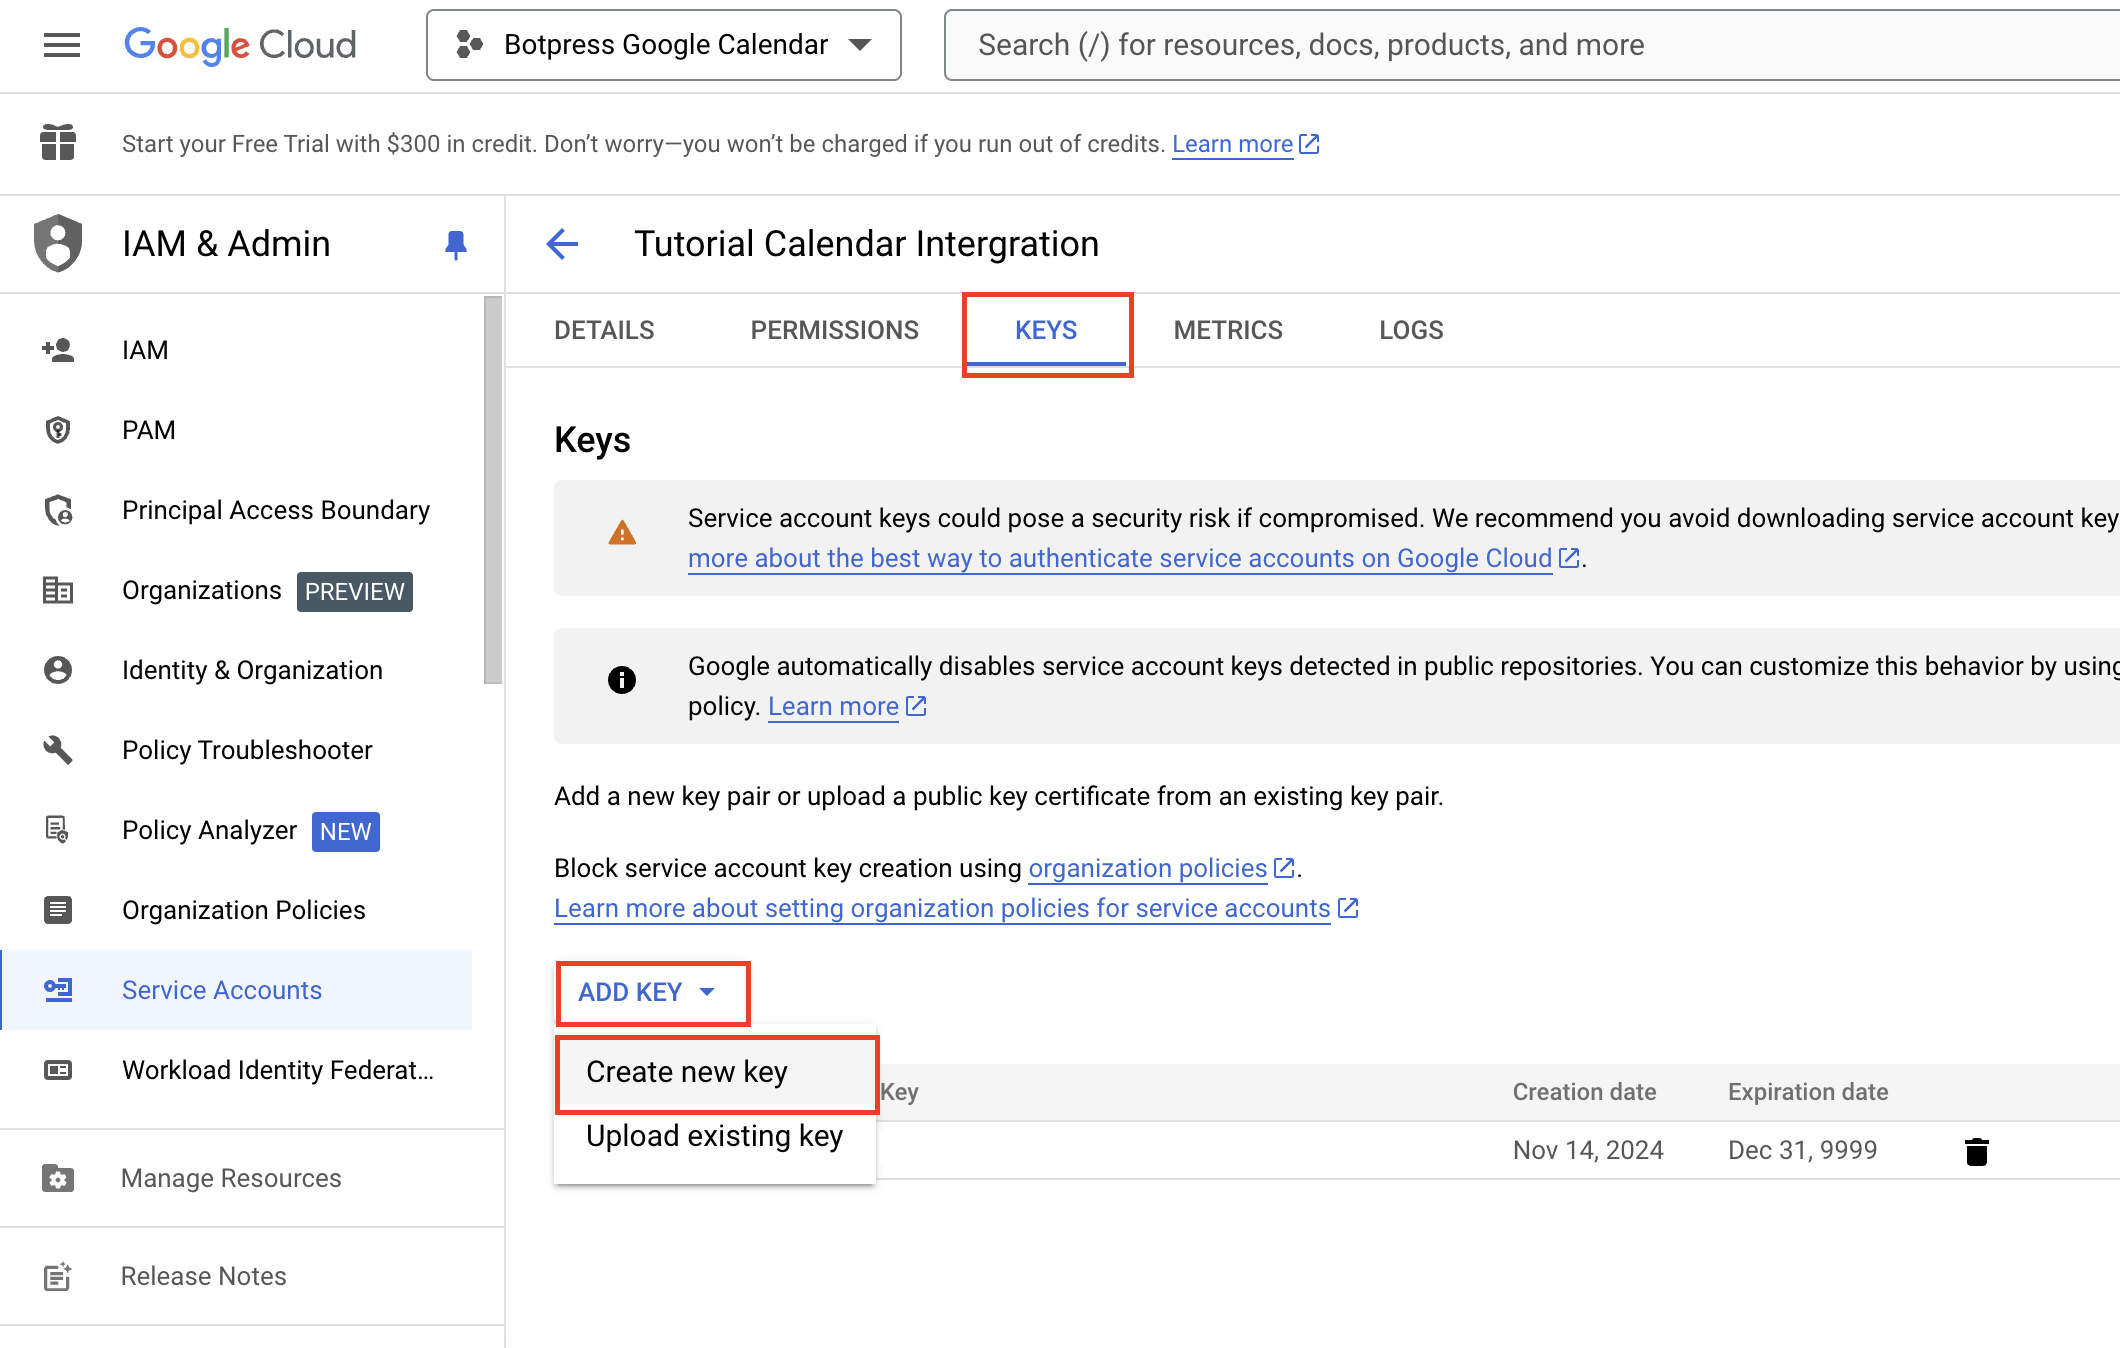 Google Cloud
Botpress Google Calendar
Search (/) for resources, docs, products, and more
Start your Free Trial with $300 in credit. Don’t worry—you won’t be charged if you run out of credits. Learn more
IAM & Admin
Tutorial Calendar Intergration
DETAILS
PERMISSIONS
KEYS
METRICS
LOGS
IAM
PAM
Principal Access Boundary
Organizations PREVIEW
Identity & Organization
Policy Troubleshooter
Policy Analyzer NEW
Organization Policies
Service Accounts
Workload Identity Federat...
Manage Resources
Release Notes
Keys
Service account keys could pose a security risk if compromised. We recommend you avoid downloading service account key
more about the best way to authenticate service accounts on Google Cloud.
Google automatically disables service account keys detected in public repositories. You can customize this behavior by using
policy. Learn more
Add a new key pair or upload a public key certificate from an existing key pair.
Block service account key creation using organization policies.
Learn more about setting organization policies for service accounts
ADD KEY
Create new key
Upload existing key
Key
Creation date
Expiration date
Nov 14, 2024
Dec 31, 9999